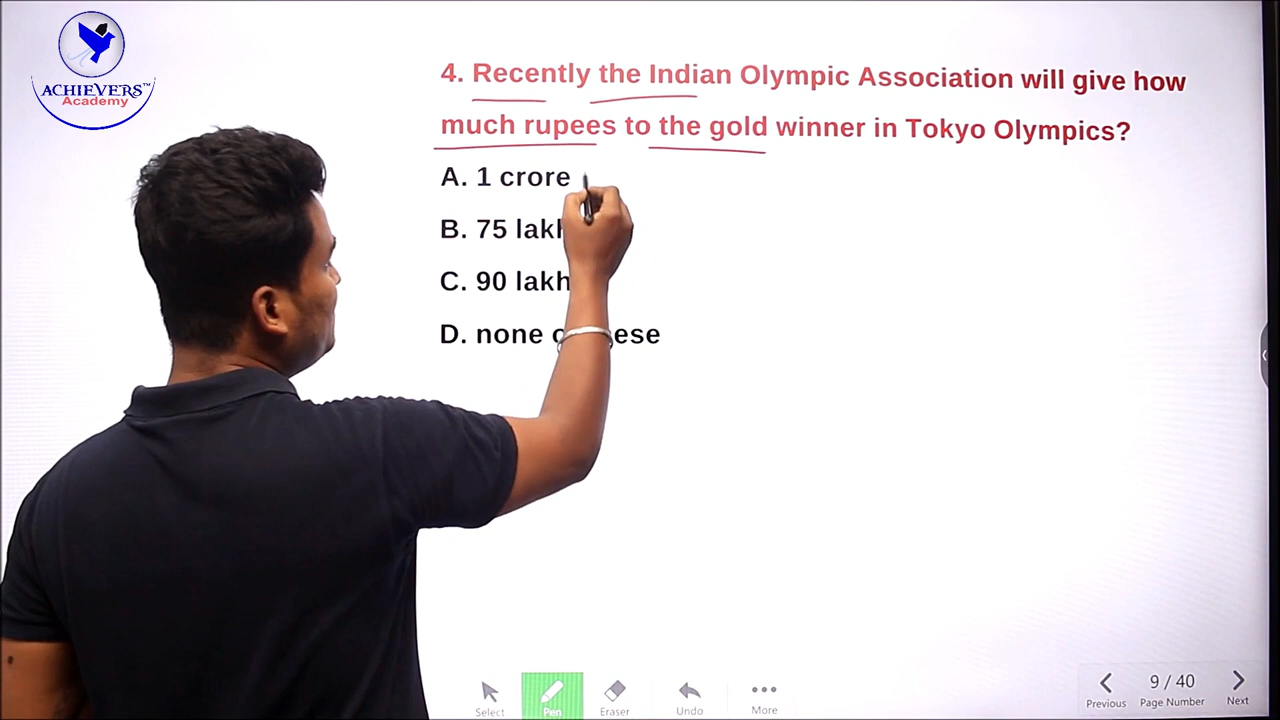 ACHIEVERS™
Academy
4. Recently the Indian Olympic Association will give how
much rupees to the gold winner in Tokyo Olympics?
A. 1 crore
B. 75
C. 90 lakh
D. none
Select
Pen
Eraser
Undo
More
9 / 40
Previous
Page Number
Next